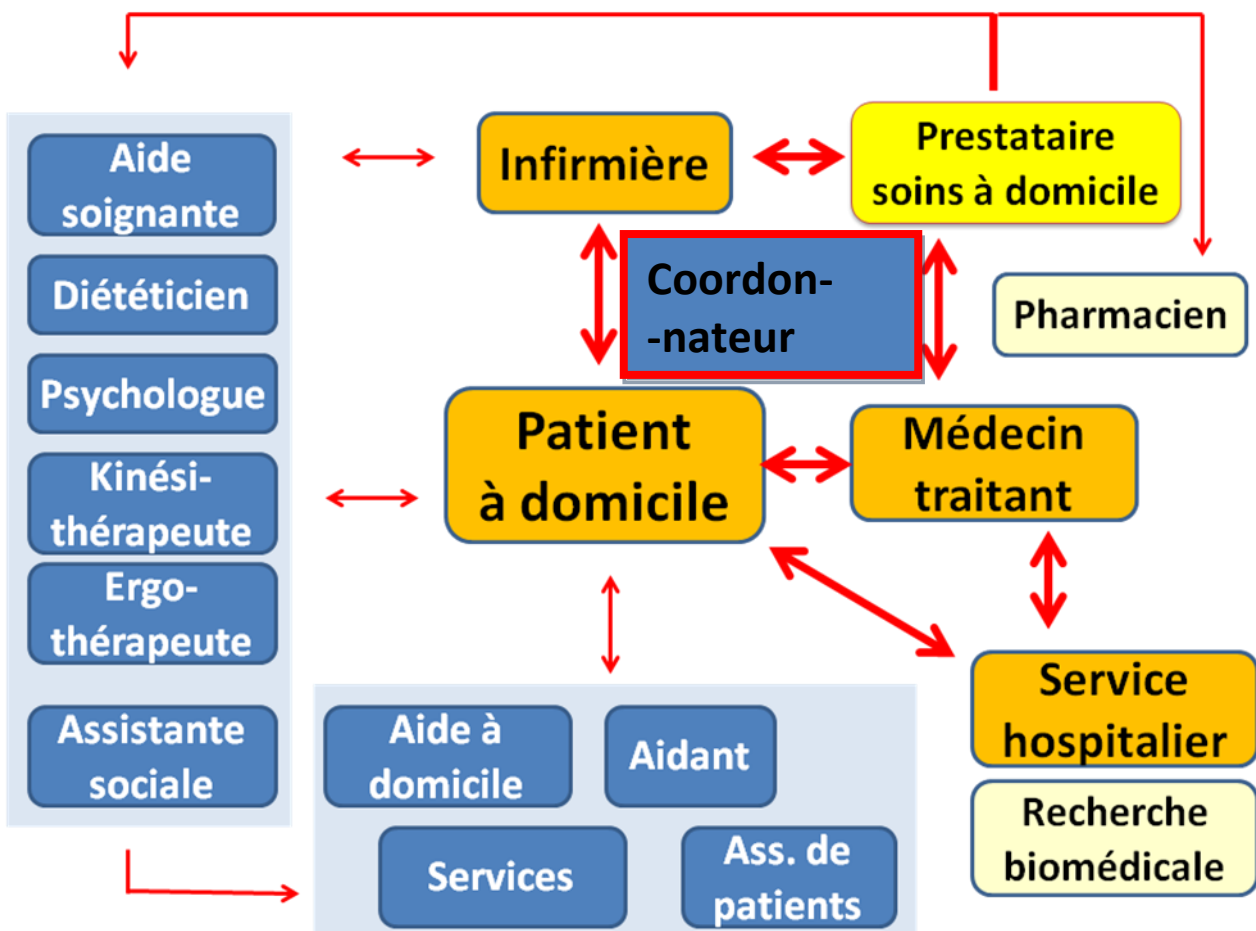 Aide
soignante
Diététicien
Psychologue
Kinési-
thérapeute
Ergo-
thérapeute
Assistante
sociale
Infirmière
Prestataire
soins à domicile
Coordon-
-nateur
Pharmacien
Patient
à domicile
Médecin
traitant
Service
hospitalier
Recherche
biomédicale
Aide à
domicile
Aidant
Services
Ass. de
patients